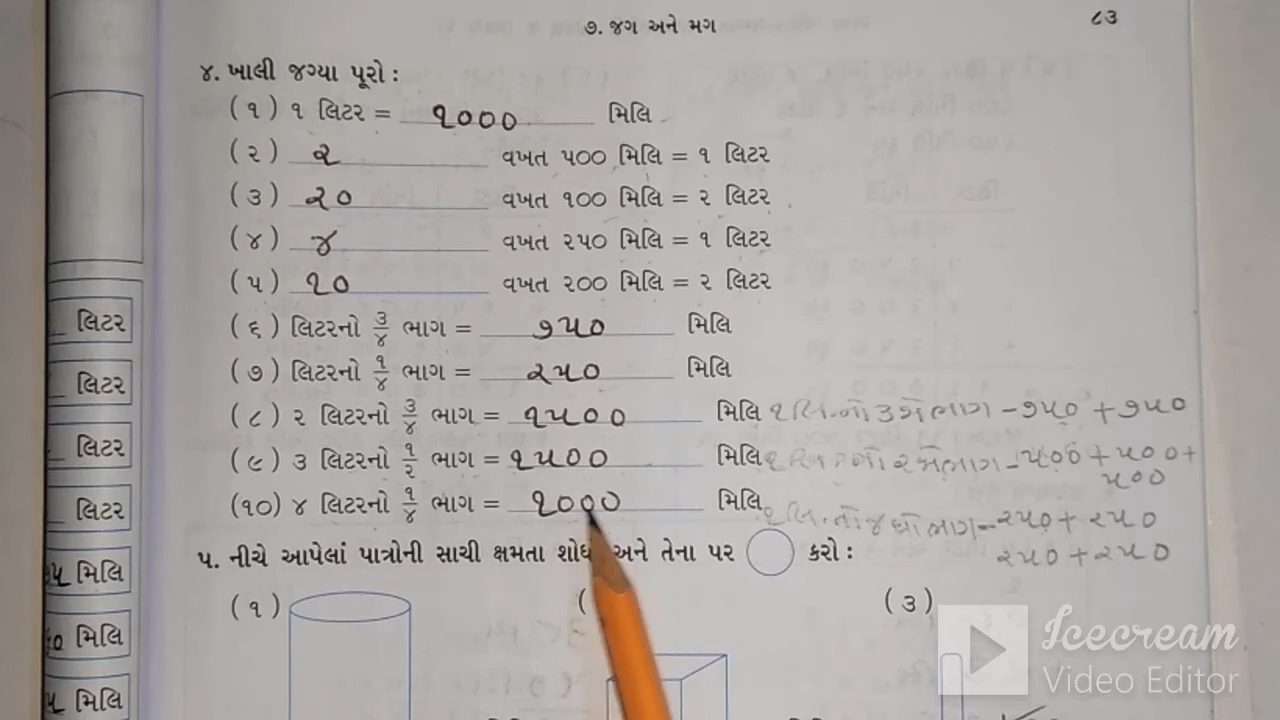 ૭. જગ અને મગ
૮૩
૪. ખાલી જગ્યા પૂરો :
(૧) ૧ લિટર = ૧૦૦૦ મિલિ
(૨) ૨ વખત ૫૦૦ મિલિ = ૧ લિટર
(૩) ૨૦ વખત ૧૦૦ મિલિ = ૨ લિટર
(૪) ૪ વખત ૨૫૦ મિલિ = ૧ લિટર
(૫) ૧૦ વખત ૨૦૦ મિલિ = ૨ લિટર
(૬) લિટરનો ૩/૪ ભાગ = ૭૫૦ મિલિ
(૭) લિટરનો ૧/૪ ભાગ = ૨૫૦ મિલિ
(૮) ૨ લિટરનો ૩/૪ ભાગ = ૧૫૦૦ મિલિ ભાગ - ૭૫૦ + ૭૫૦
(૯) ૩ લિટરનો ૧/૨ ભાગ = ૧૫૦૦ મિલિ ભાગ - ૫૦૦ + ૫૦૦ +
૫૦૦
(૧૦) ૪ લિટરનો ૧/૪ ભાગ = ૧૦૦૦ મિલિ ભાગ - ૨૫૦ + ૨૫૦
૨૫૦ + ૨૫૦
૫. નીચે આપેલાં પાત્રોની સાચી ક્ષમતા અને તેના પર કરો :
(૧)
(૩)
લિટર
લિટર
લિટર
લિટર
મિલિ
મિલિ
મિલિ
Icecream
Video Editor